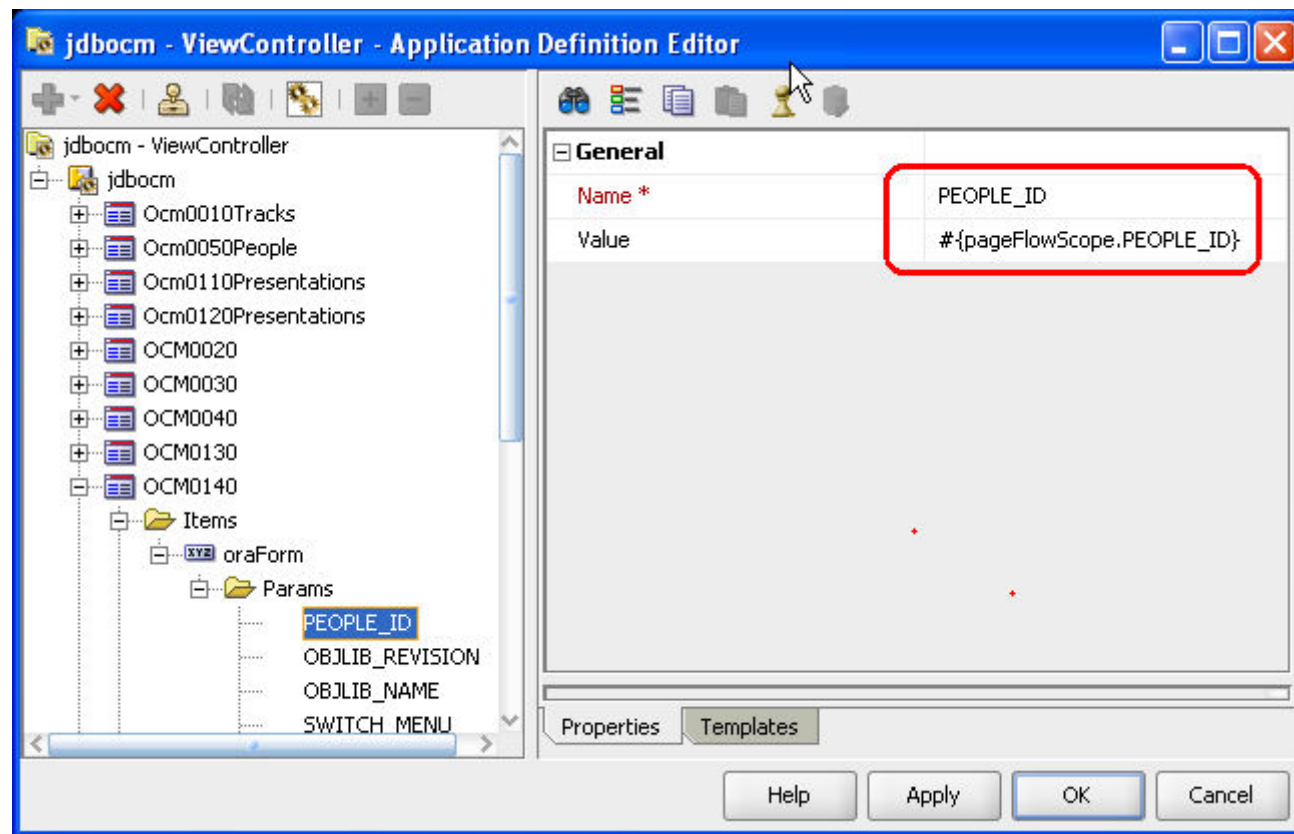 jdbocm - ViewController - Application Definition Editor
jdbocm - ViewController
jdbocm
Ocm0010Tracks
Ocm0050People
Ocm0110Presentations
Ocm0120Presentations
OCM0020
OCM0030
OCM0040
OCM0130
OCM0140
Items
XYZ oraForm
Params
PEOPLE_ID
OBJLIB_REVISION
OBJLIB_NAME
SWITCH_MENU
General
Name * PEOPLE_ID
Value #{pageFlowScope.PEOPLE_ID}
Properties Templates
Help Apply OK Cancel